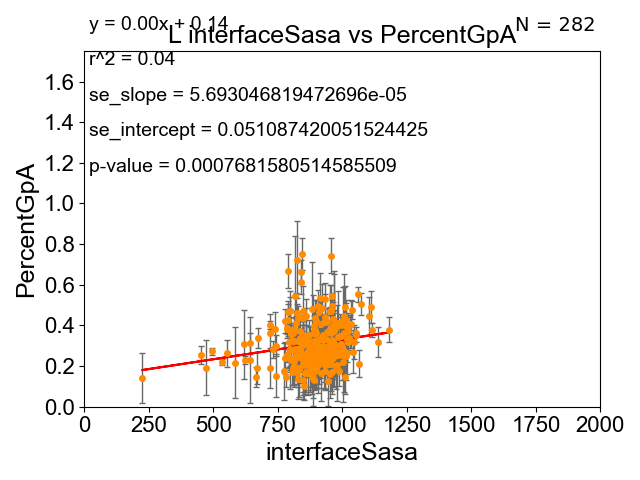 y = 0.00x + 0.14
L interfaceSasa vs PercentGpA
N = 282
r^2 = 0.04
se_slope = 5.693046819472696e-05
se_intercept = 0.051087420051524425
p-value = 0.0007681580514585509
PercentGpA
1.6
1.4
1.2
1.0
0.8
0.6
0.4
0.2
0.0
0 250 500 750 1000 1250 1500 1750 2000
interfaceSasa